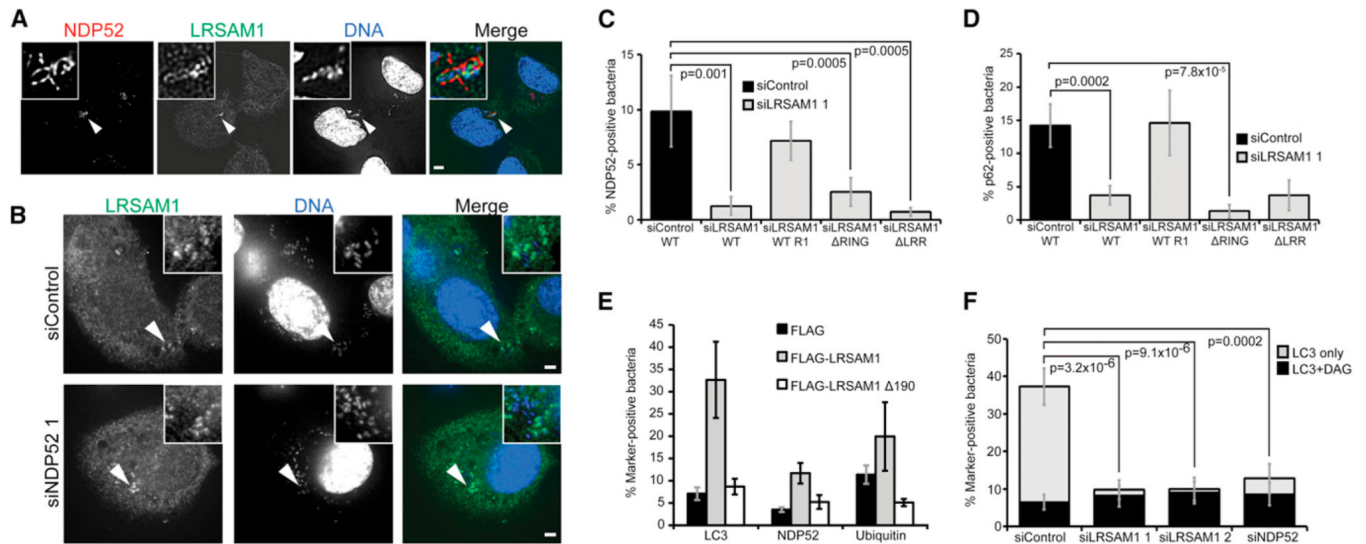 A
NDP52 LRSAM1 DNA Merge
B
LRSAM1 DNA Merge
siControl
siNDP52 1
C
p=0.0005
p=0.0005
p=0.001
siControl
siLRSAM1 1
% NDP52-positive bacteria
15
10
5
0
siControl WT
siLRSAM1 WT
siLRSAM1 WT R1
siLRSAM1 ΔRING
siLRSAM1 ΔLRR
D
p=7.8x10⁻⁵
p=0.0002
siControl
siLRSAM1 1
% p62-positive bacteria
25
20
15
10
5
0
siControl WT
siLRSAM1 WT
siLRSAM1 WT R1
siLRSAM1 ΔRING
siLRSAM1 ΔLRR
E
FLAG
FLAG-LRSAM1
FLAG-LRSAM1 Δ190
% Marker-positive bacteria
45
40
35
30
25
20
15
10
5
0
LC3 NDP52 Ubiquitin
F
p=0.0002
p=9.1x10⁻⁶
p=3.2x10⁻⁶
LC3 only
LC3+DAG
% Marker-positive bacteria
50
40
30
20
10
0
siControl siLRSAM1 1 siLRSAM1 2 siNDP52